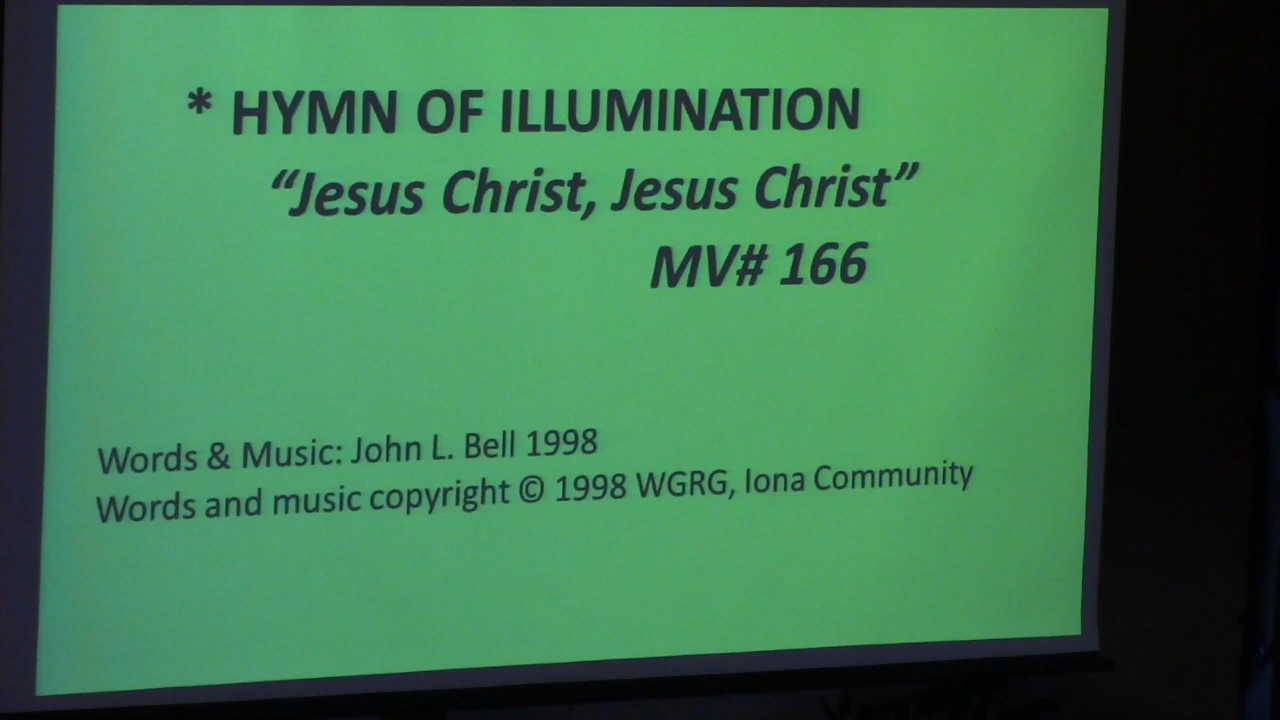 * HYMN OF ILLUMINATION
“Jesus Christ, Jesus Christ”
MV# 166
Words & Music: John L. Bell 1998
Words and music copyright © 1998 WGRG, Iona Community